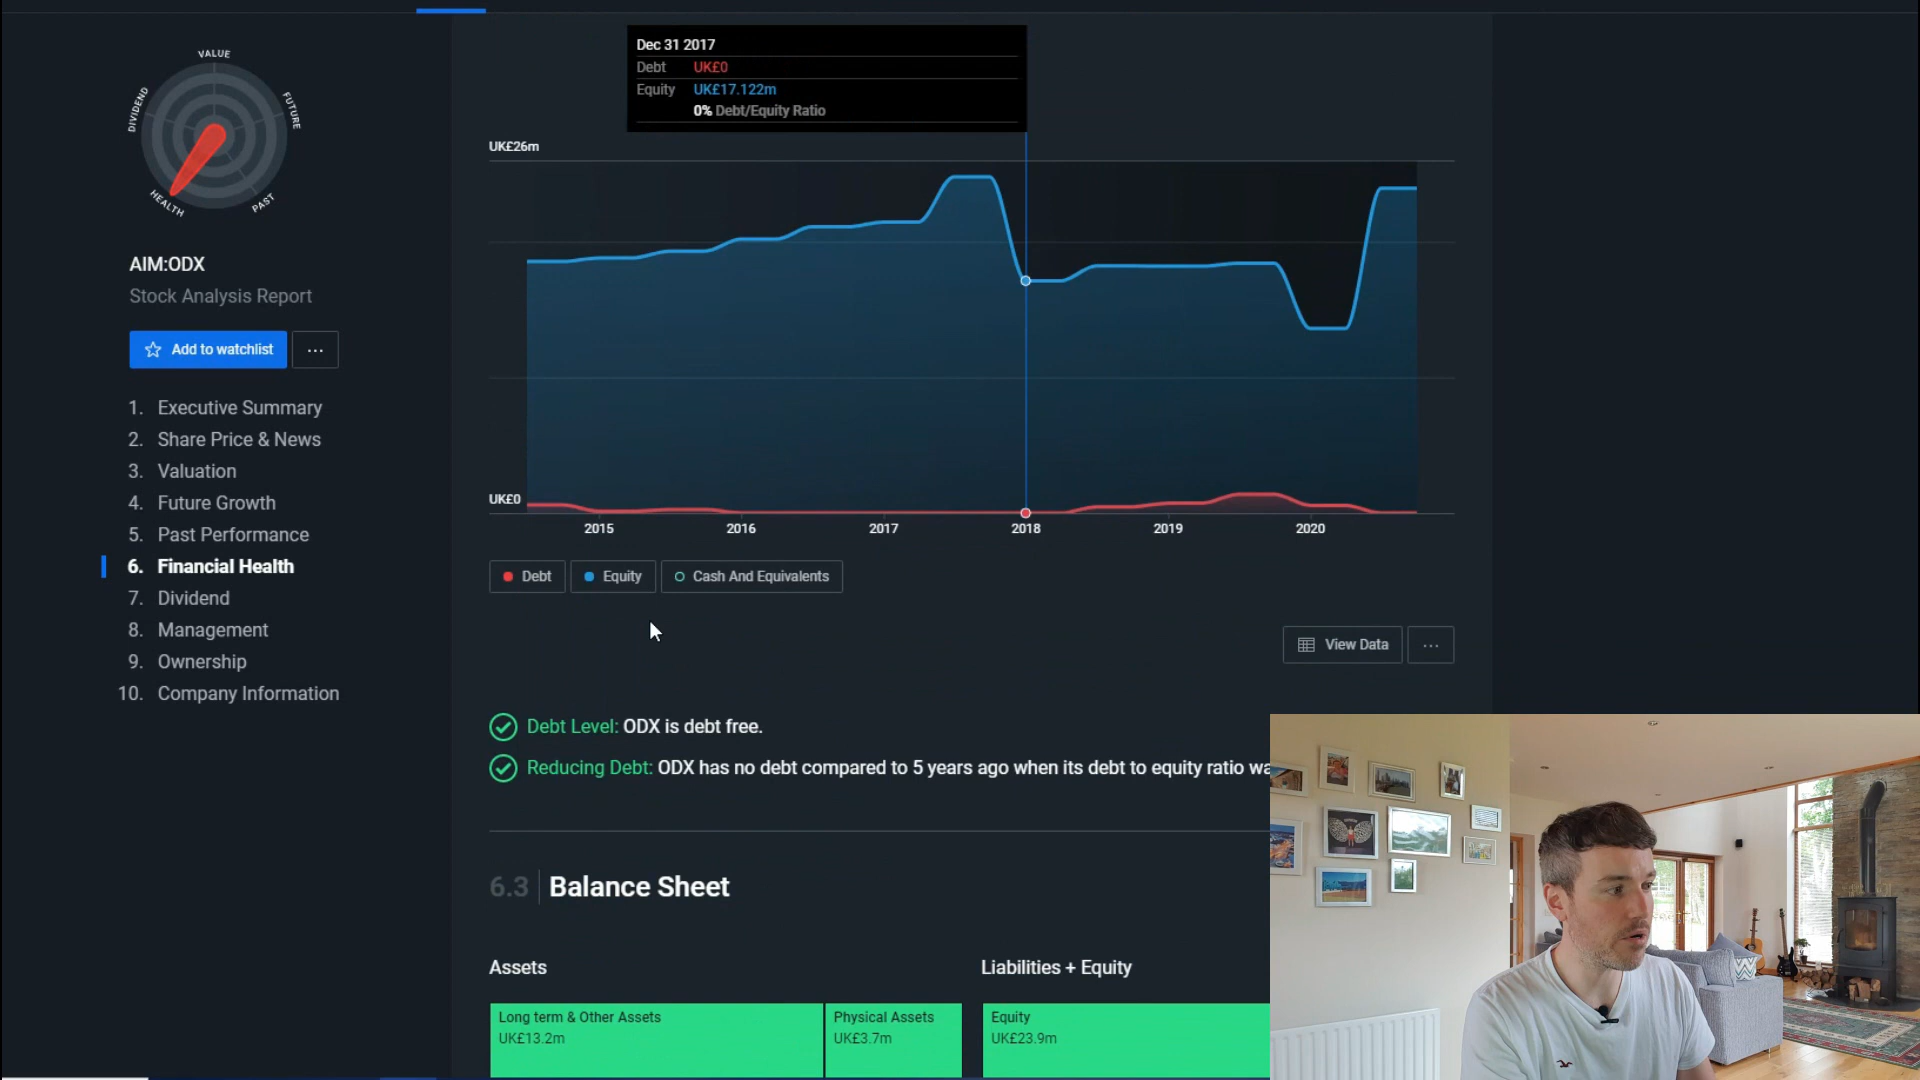 VALUE
FUTURE
PAST
HEALTH
DIVIDEND
AIM:ODX
Stock Analysis Report
Add to watchlist
...
1. Executive Summary
2. Share Price & News
3. Valuation
4. Future Growth
5. Past Performance
6. Financial Health
7. Dividend
8. Management
9. Ownership
10. Company Information
Dec 31 2017
Debt UK£0
Equity UK£17.122m
0% Debt/Equity Ratio
UK£26m
UK£0
2015 2016 2017 2018 2019 2020
Debt Equity Cash And Equivalents
View Data ...
Debt Level: ODX is debt free.
Reducing Debt: ODX has no debt compared to 5 years ago when its debt to equity ratio
6.3 Balance Sheet
Assets
Liabilities + Equity
Long term & Other Assets
UK£13.2m
Physical Assets
UK£3.7m
Equity
UK£23.9m